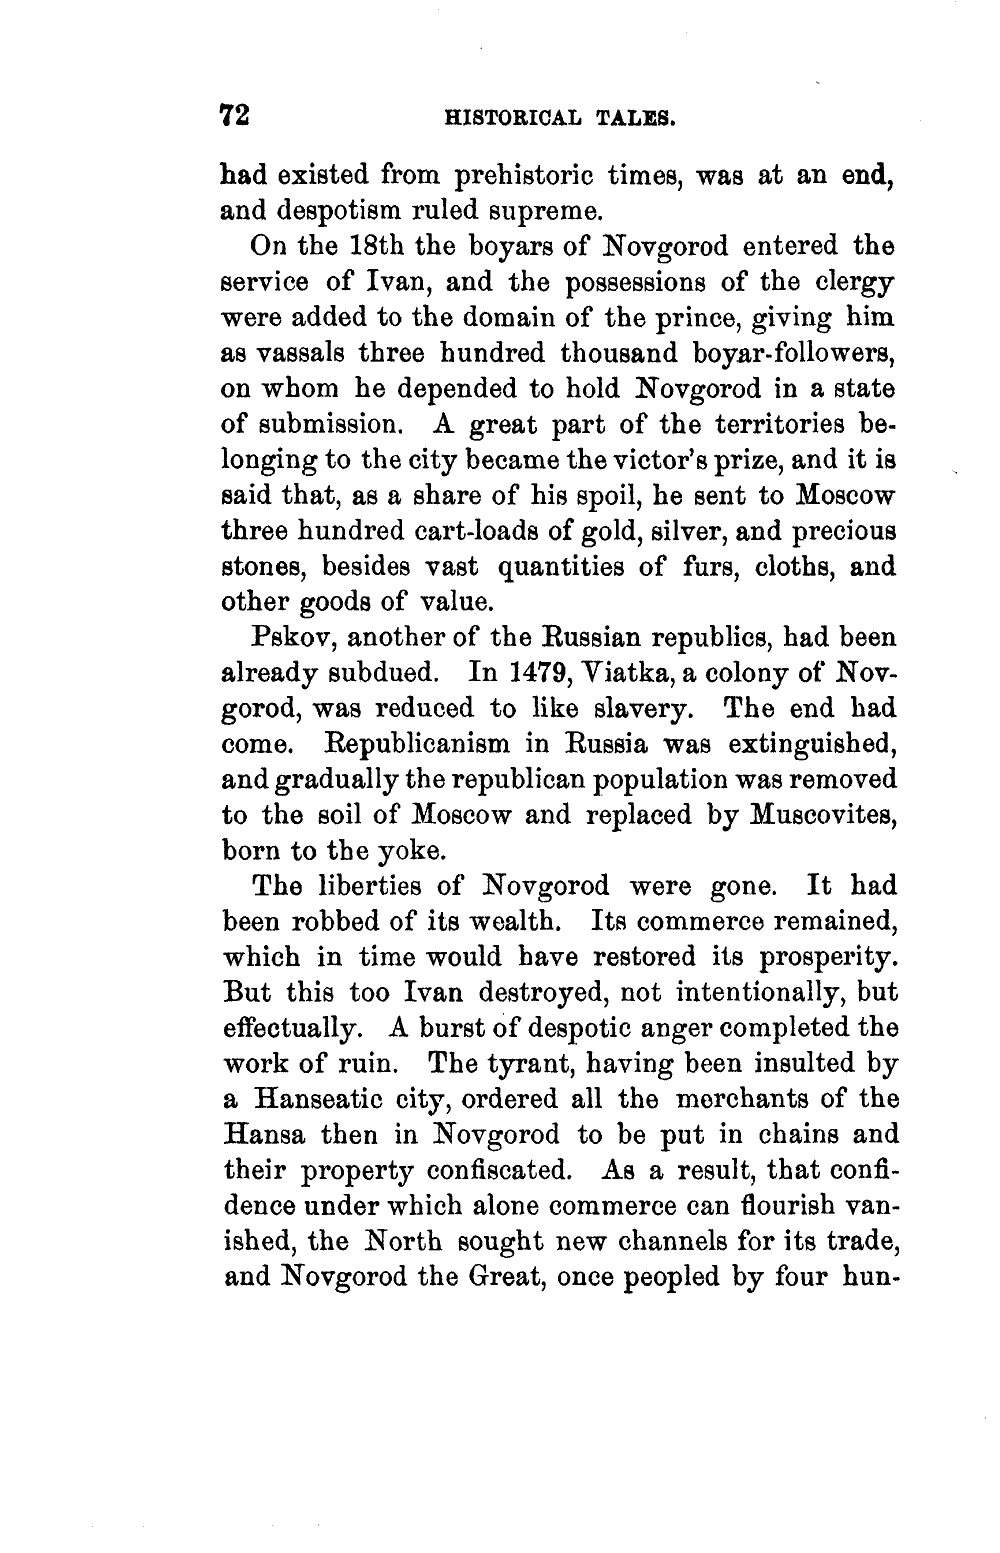 72 HISTORICAL TALES.
had existed from prehistoric times, was at an end,
and despotism ruled supreme.
On the 18th the boyars of Novgorod entered the
service of Ivan, and the possessions of the clergy
were added to the domain of the prince, giving him
as vassals three hundred thousand boyar-followers,
on whom he depended to hold Novgorod in a state
of submission. A great part of the territories be-
longing to the city became the victor's prize, and it is
said that, as a share of his spoil, he sent to Moscow
three hundred cart-loads of gold, silver, and precious
stones, besides vast quantities of furs, cloths, and
other goods of value.
Pskov, another of the Russian republics, had been
already subdued. In 1479, Viatka, a colony of Nov-
gorod, was reduced to like slavery. The end had
come. Republicanism in Russia was extinguished,
and gradually the republican population was removed
to the soil of Moscow and replaced by Muscovites,
born to the yoke.
The liberties of Novgorod were gone. It had
been robbed of its wealth. Its commerce remained,
which in time would have restored its prosperity.
But this too Ivan destroyed, not intentionally, but
effectually. A burst of despotic anger completed the
work of ruin. The tyrant, having been insulted by
a Hanseatic city, ordered all the merchants of the
Hansa then in Novgorod to be put in chains and
their property confiscated. As a result, that confi-
dence under which alone commerce can flourish van-
ished, the North sought new channels for its trade,
and Novgorod the Great, once peopled by four hun-